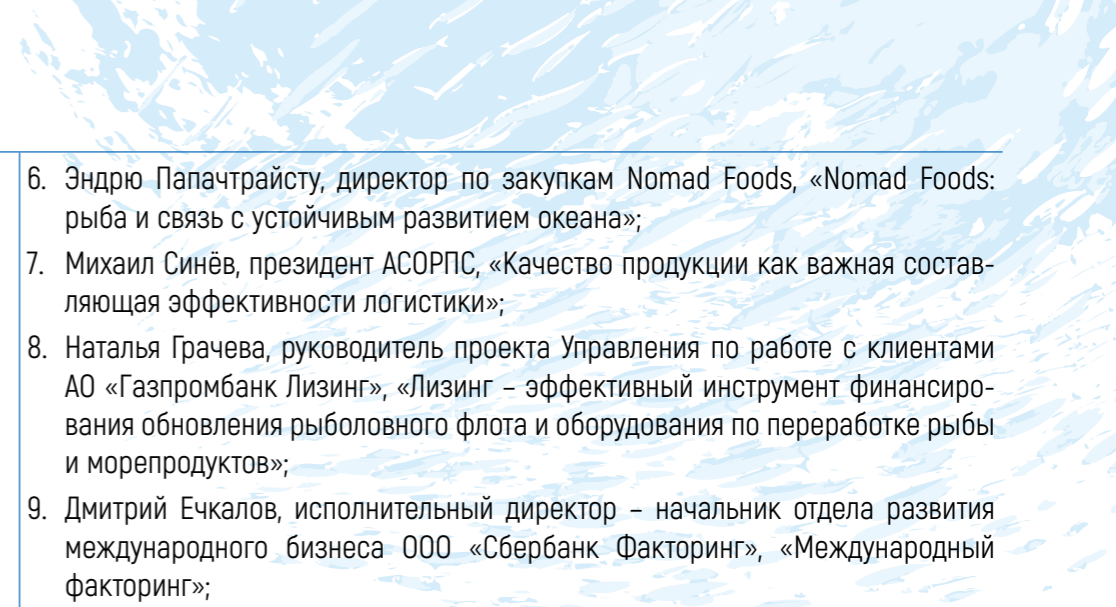 6. Эндрю Папачтрайсту, директор по закупкам Nomad Foods, «Nomad Foods:
рыба и связь с устойчивым развитием океана»;
7. Михаил Синёв, президент АСОРПС, «Качество продукции как важная состав-
ляющая эффективности логистики»;
8. Наталья Грачева, руководитель проекта Управления по работе с клиентами
АО «Газпромбанк Лизинг», «Лизинг – эффективный инструмент финансиро-
вания обновления рыболовного флота и оборудования по переработке рыбы
и морепродуктов»;
9. Дмитрий Ечкалов, исполнительный директор – начальник отдела развития
международного бизнеса ООО «Сбербанк Факторинг», «Международный
факторинг»;